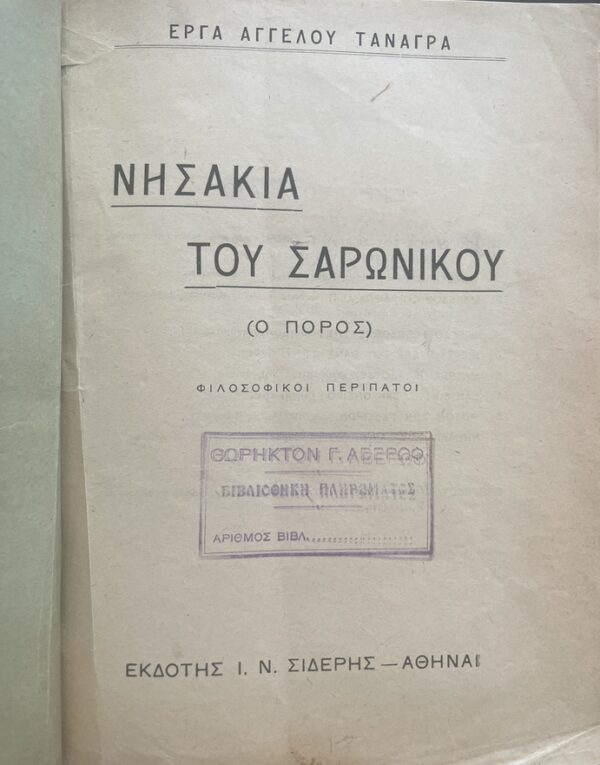 ΕΡΓΑ ΑΓΓΕΛΟΥ ΤΑΝΑΓΡΑ
ΝΗΣΑΚΙΑ
ΤΟΥ ΣΑΡΩΝΙΚΟΥ
(Ο ΠΟΡΟΣ)
ΦΙΛΟΣΟΦΙΚΟΙ ΠΕΡΙΠΑΤΟΙ
ΘΩΡΗΚΤΟΝ Γ. ΑΒΕΡΩΦ
ΒΙΒΛΙΟΘΗΚΗ ΠΛΗΡΩΜΑΤΟΣ
ΑΡΙΘΜΟΣ ΒΙΒΛ.......................
ΕΚΔΟΤΗΣ Ι. Ν. ΣΙΔΕΡΗΣ — ΑΘΗΝΑΙ